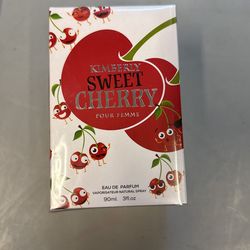 KIMBERLY
SWEET
CHERRY
POUR FEMME
EAU DE PARFUM
VAPORISATEUR NATURAL SPRAY
90ml. 3fl.oz